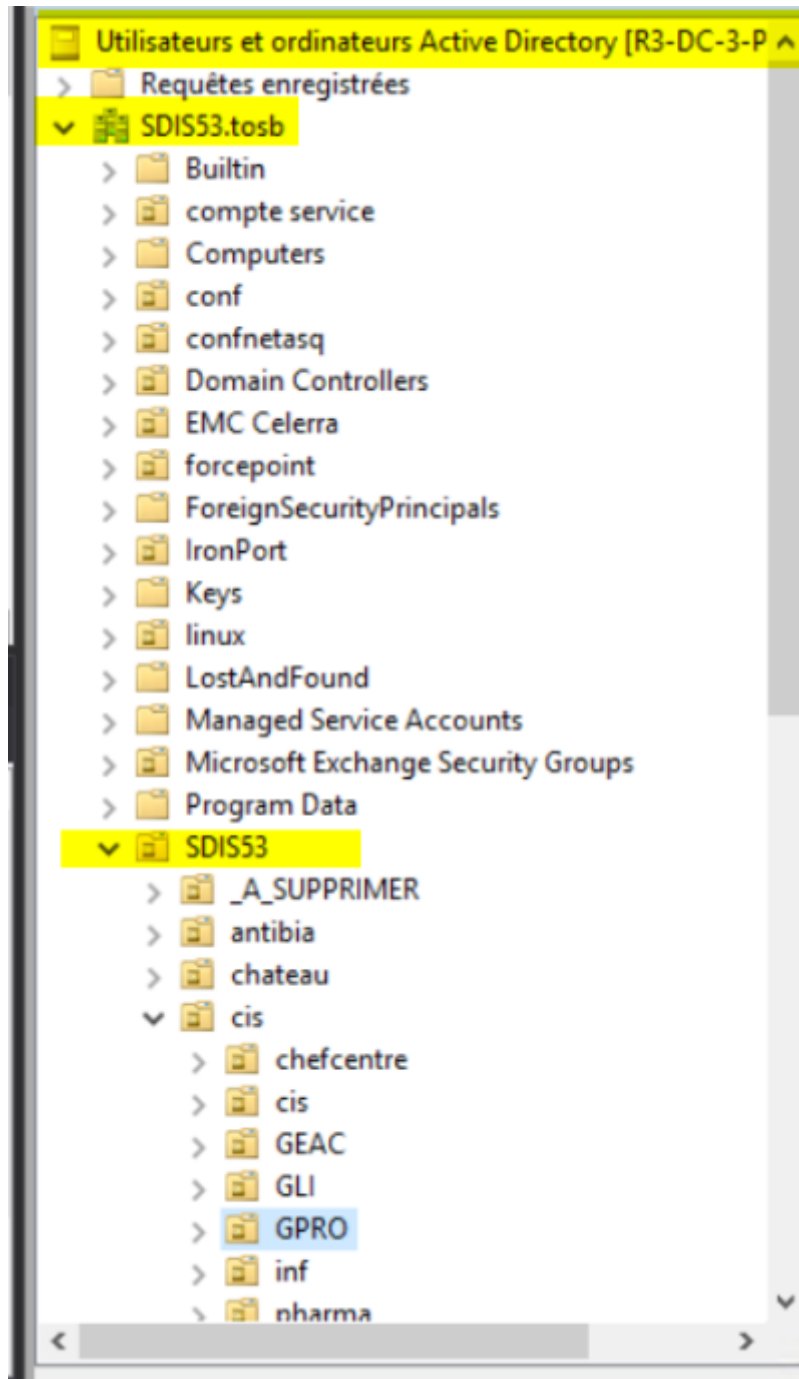 Utilisateurs et ordinateurs Active Directory [R3-DC-3-P
Requêtes enregistrées
SDIS53.tosb
Builtin
compte service
Computers
conf
confnetasq
Domain Controllers
EMC Celerra
forcepoint
ForeignSecurityPrincipals
IronPort
Keys
linux
LostAndFound
Managed Service Accounts
Microsoft Exchange Security Groups
Program Data
SDIS53
_A_SUPPRIMER
antibia
chateau
cis
chefcentre
cis
GEAC
GLI
GPRO
inf
pharma